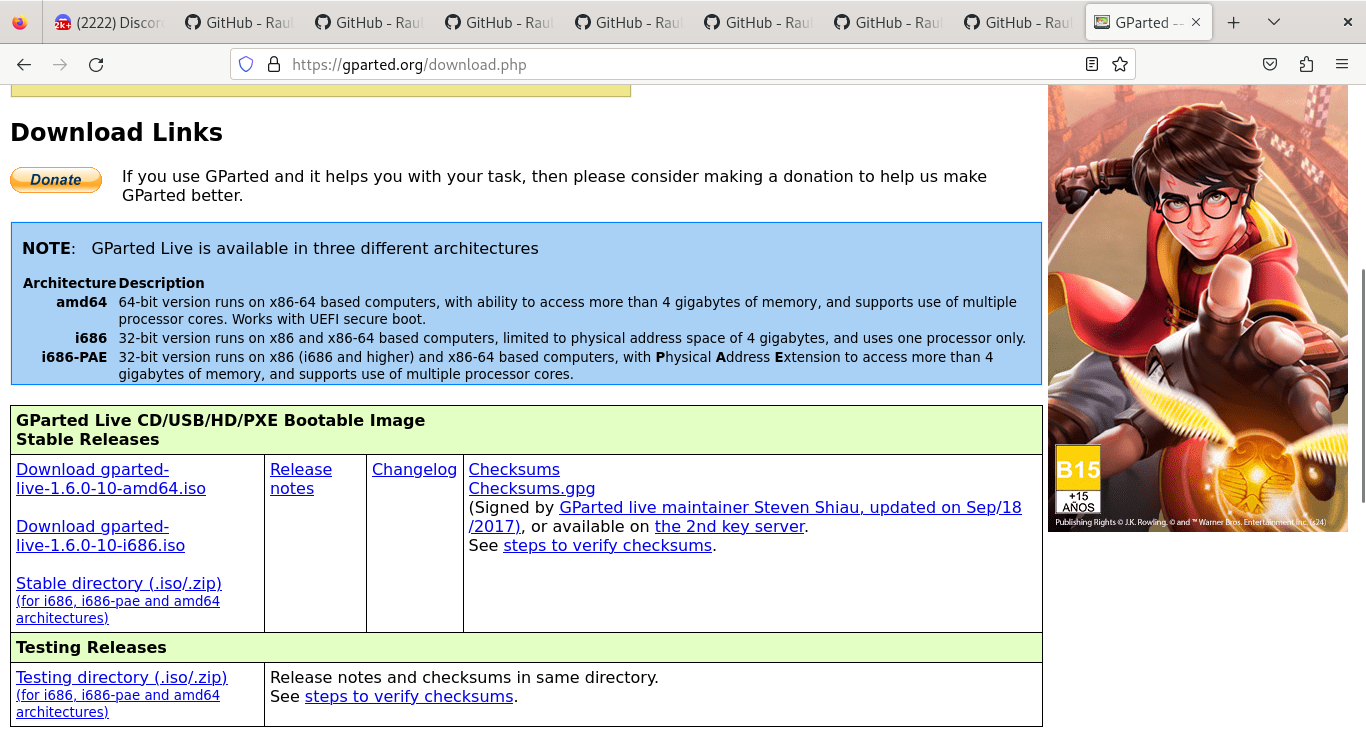 (2222) Discor
GitHub - Raul
GitHub - Raul
GitHub - Raul
GitHub - Raul
GitHub - Raul
GitHub - Raul
GitHub - Raul
GParted --
https://gparted.org/download.php
Download Links
Donate
If you use GParted and it helps you with your task, then please consider making a donation to help us make
GParted better.
NOTE: GParted Live is available in three different architectures
Architecture Description
amd64 64-bit version runs on x86-64 based computers, with ability to access more than 4 gigabytes of memory, and supports use of multiple
processor cores. Works with UEFI secure boot.
i686 32-bit version runs on x86 and x86-64 based computers, limited to physical address space of 4 gigabytes, and uses one processor only.
i686-PAE 32-bit version runs on x86 (i686 and higher) and x86-64 based computers, with Physical Address Extension to access more than 4
gigabytes of memory, and supports use of multiple processor cores.
GParted Live CD/USB/HD/PXE Bootable Image
Stable Releases
Download gparted-
live-1.6.0-10-amd64.iso
Download gparted-
live-1.6.0-10-i686.iso
Stable directory (.iso/.zip)
(for i686, i686-pae and amd64
architectures)
Release
notes
Changelog
Checksums
Checksums.gpg
(Signed by GParted live maintainer Steven Shiau, updated on Sep/18
/2017), or available on the 2nd key server.
See steps to verify checksums.
Testing Releases
Testing directory (.iso/.zip)
(for i686, i686-pae and amd64
architectures)
Release notes and checksums in same directory.
See steps to verify checksums.
B15
+15
AÑOS
Publishing Rights © J.K. Rowling. © and ™ Warner Bros. Entertainment Inc. (s24)